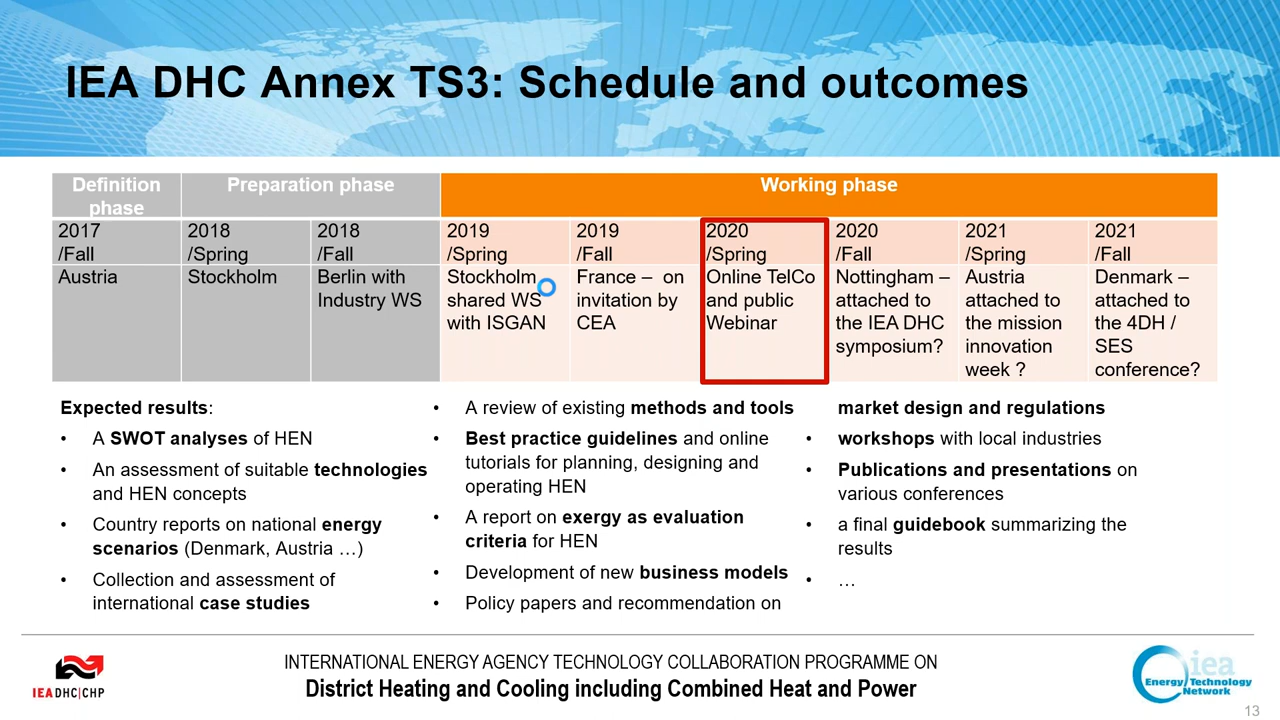 IEA DHC Annex TS3: Schedule and outcomes
Definition
phase
Preparation phase
Working phase
2017
/Fall
2018
/Spring
2018
/Fall
2019
/Spring
2019
/Fall
2020
/Spring
2020
/Fall
2021
/Spring
2021
/Fall
Austria
Stockholm
Berlin with
Industry WS
Stockholm
shared WS
with ISGAN
France – on
invitation by
CEA
Online TelCo
and public
Webinar
Nottingham –
attached to
the IEA DHC
symposium?
Austria
attached to
the mission
innovation
week ?
Denmark –
attached to
the 4DH /
SES
conference?
Expected results:
• A SWOT analyses of HEN
• An assessment of suitable technologies
and HEN concepts
• Country reports on national energy
scenarios (Denmark, Austria …)
• Collection and assessment of
international case studies
• A review of existing methods and tools
• Best practice guidelines and online
tutorials for planning, designing and
operating HEN
• A report on exergy as evaluation
criteria for HEN
• Development of new business models
• Policy papers and recommendation on
market design and regulations
• workshops with local industries
• Publications and presentations on
various conferences
• a final guidebook summarizing the
results
• …
IEA DHC|CHP
INTERNATIONAL ENERGY AGENCY TECHNOLOGY COLLABORATION PROGRAMME ON
District Heating and Cooling including Combined Heat and Power
iea
Energy Technology
Network
13